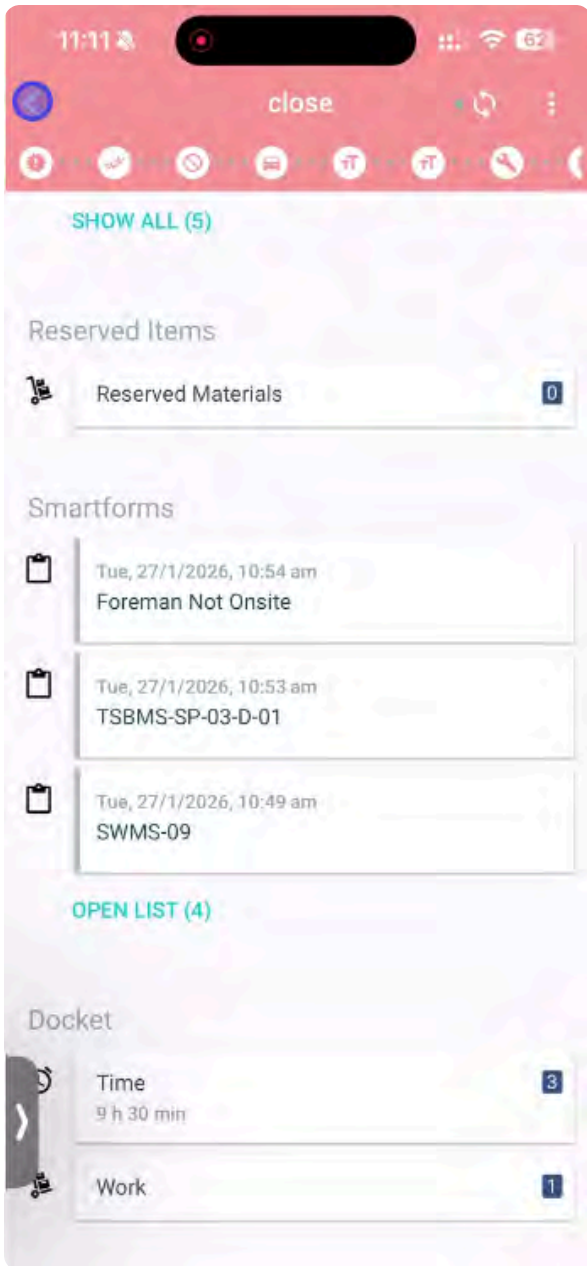 11:11
62
close
SHOW ALL (5)
Reserved Items
Reserved Materials 0
Smartforms
Tue, 27/1/2026, 10:54 am
Foreman Not Onsite
Tue, 27/1/2026, 10:53 am
TSBMS-SP-03-D-01
Tue, 27/1/2026, 10:49 am
SWMS-09
OPEN LIST (4)
Docket
Time 3
9 h 30 min
Work 1